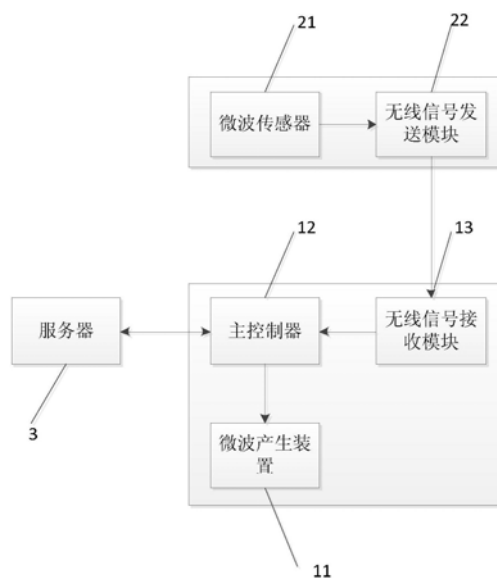 21
22
微波传感器
无线信号发
送模块
12
13
服务器
主控制器
无线信号接
收模块
3
微波产生装
置
11